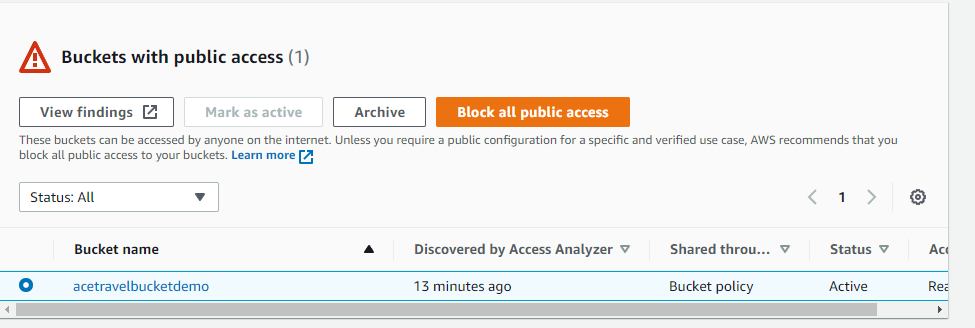 Buckets with public access (1)
View findings Mark as active Archive Block all public access
These buckets can be accessed by anyone on the internet. Unless you require a public configuration for a specific and verified use case, AWS recommends that you
block all public access to your buckets. Learn more
Status: All 1
Bucket name Discovered by Access Analyzer Shared throu... Status Acc
acetravelbucketdemo 13 minutes ago Bucket policy Active Rea